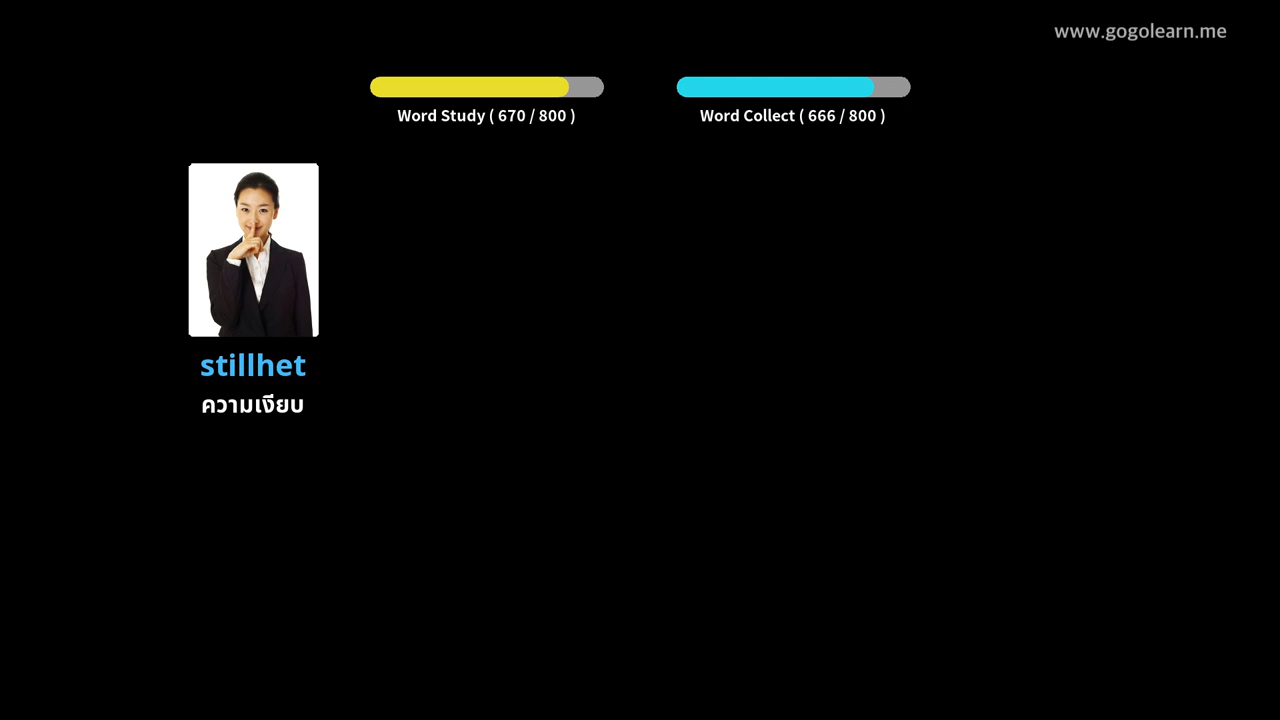 www.gogolearn.me
Word Study ( 670 / 800 )
Word Collect ( 666 / 800 )
stillhet
ความเงียบ